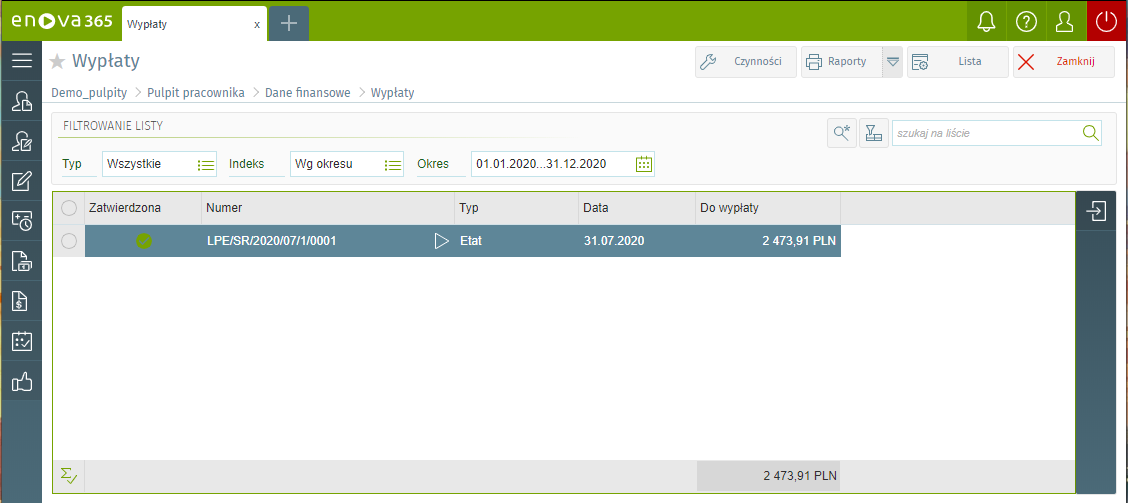 enova365 Wypłaty x
Wypłaty Czynności Raporty Lista Zamknij
Demo_pulpity Pulpit pracownika Dane finansowe Wypłaty
FILTROWANIE LISTY
szukaj na liście
Typ Wszystkie Indeks Wg okresu Okres 01.01.2020...31.12.2020
Zatwierdzona Numer Typ Data Do wypłaty
LPE/SR/2020/07/1/0001 Etat 31.07.2020 2 473,91 PLN
2 473,91 PLN